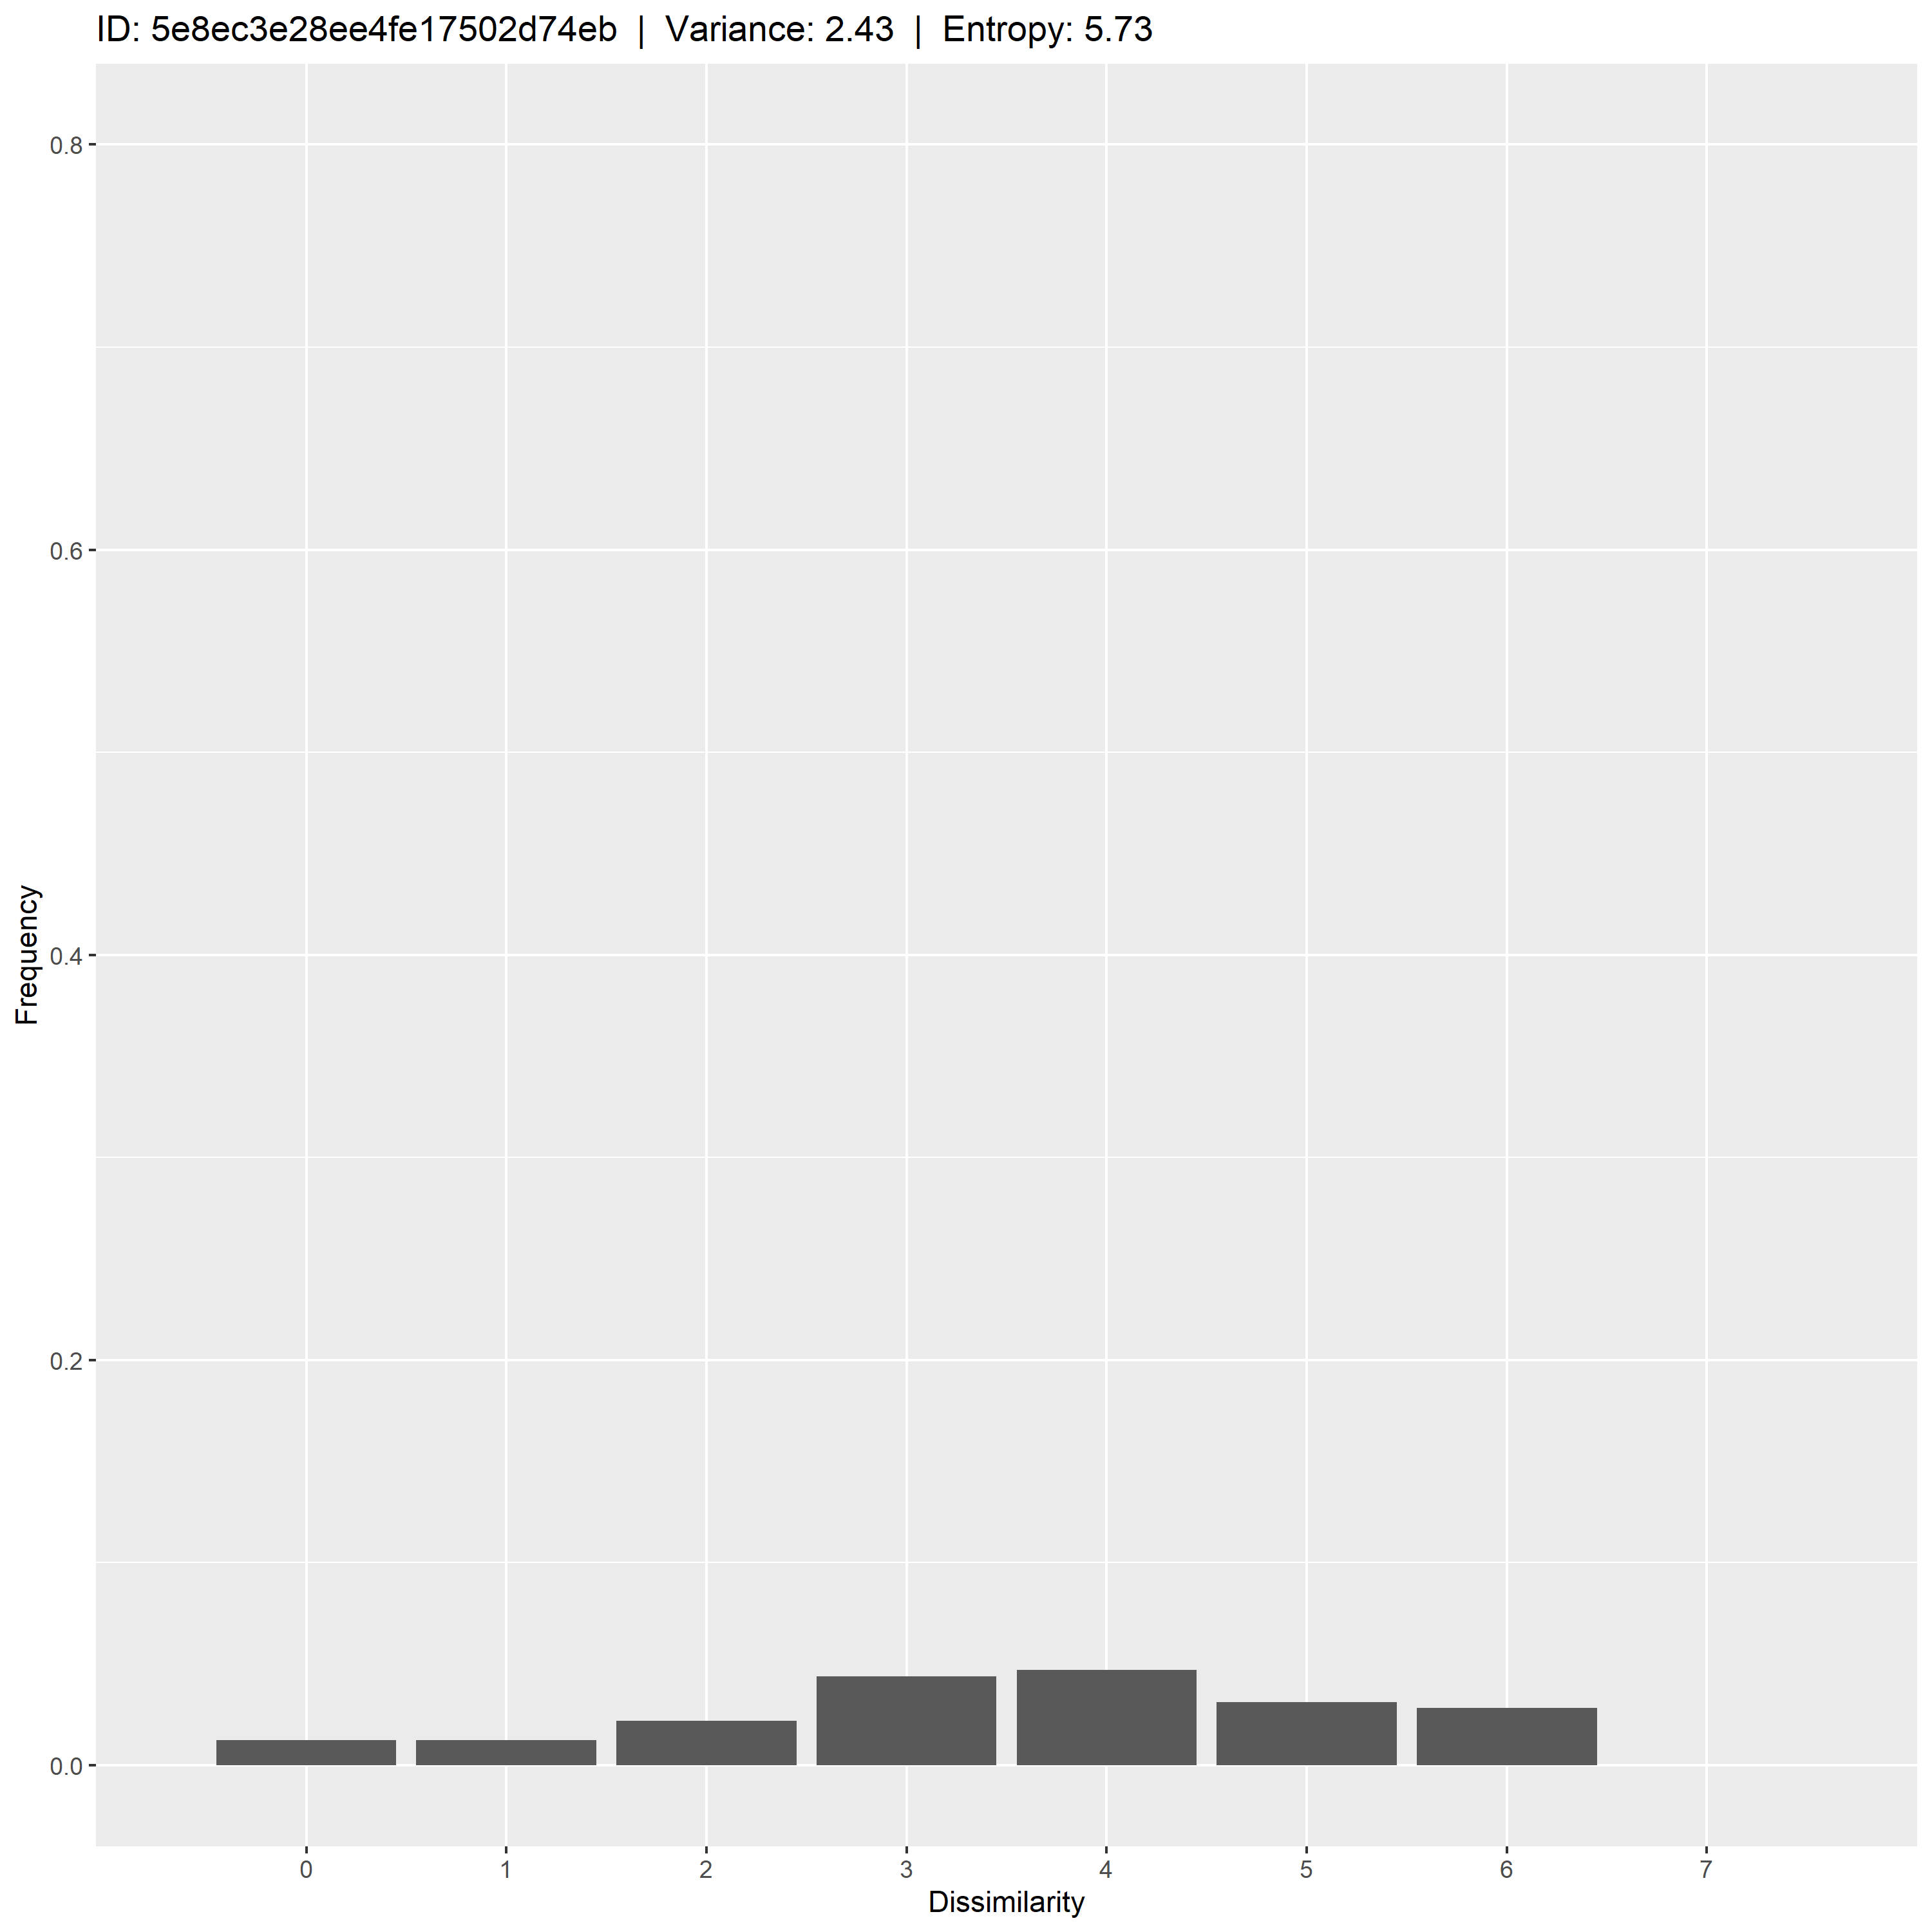 ID: 5e8ec3e28ee4fe17502d74eb | Variance: 2.43 | Entropy: 5.73
0.8
0.6
0.4
0.2
0.0
Frequency
0 1 2 3 4 5 6 7
Dissimilarity